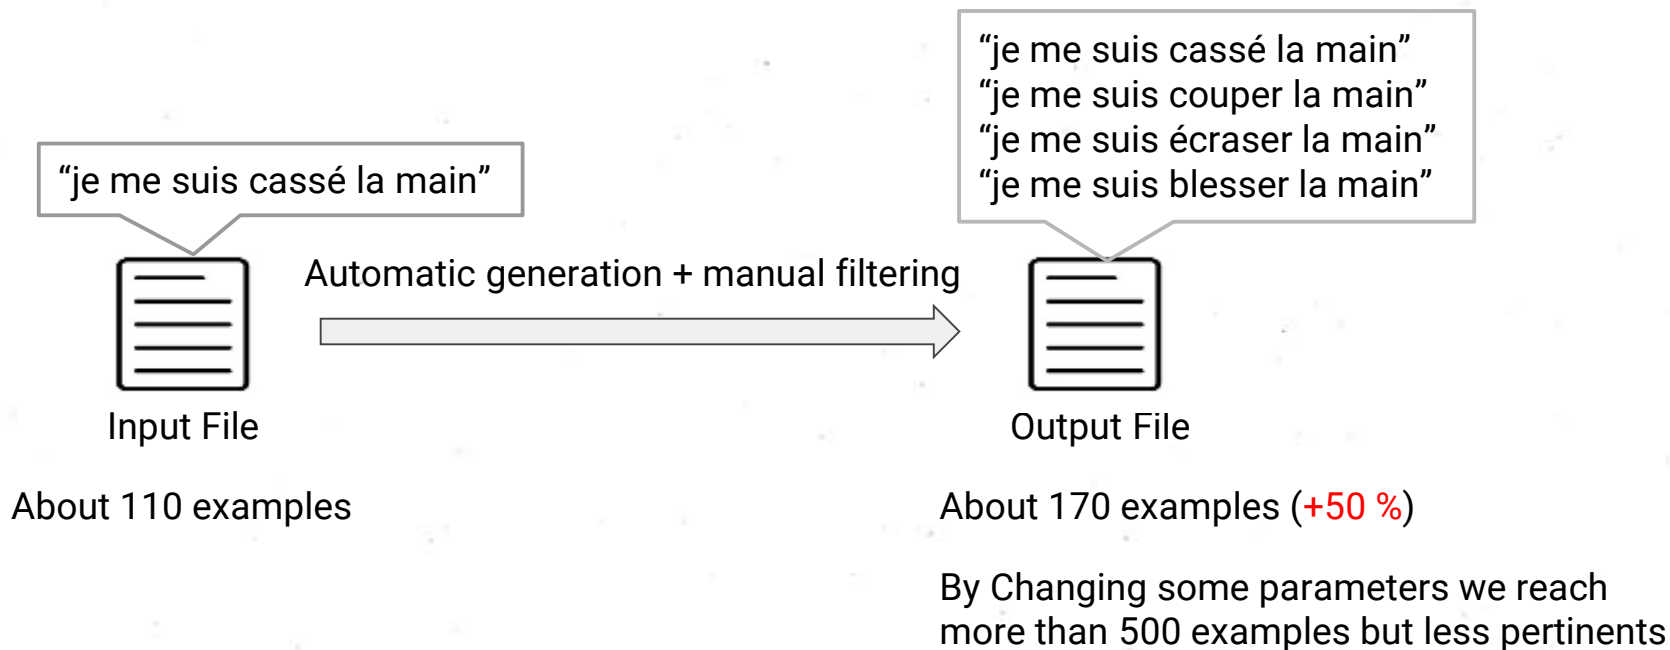 “je me suis cassé la main”
Input File
About 110 examples
Automatic generation + manual filtering
“je me suis cassé la main”
“je me suis couper la main”
“je me suis écraser la main”
“je me suis blesser la main”
Output File
About 170 examples (+50 %)
By Changing some parameters we reach
more than 500 examples but less pertinents